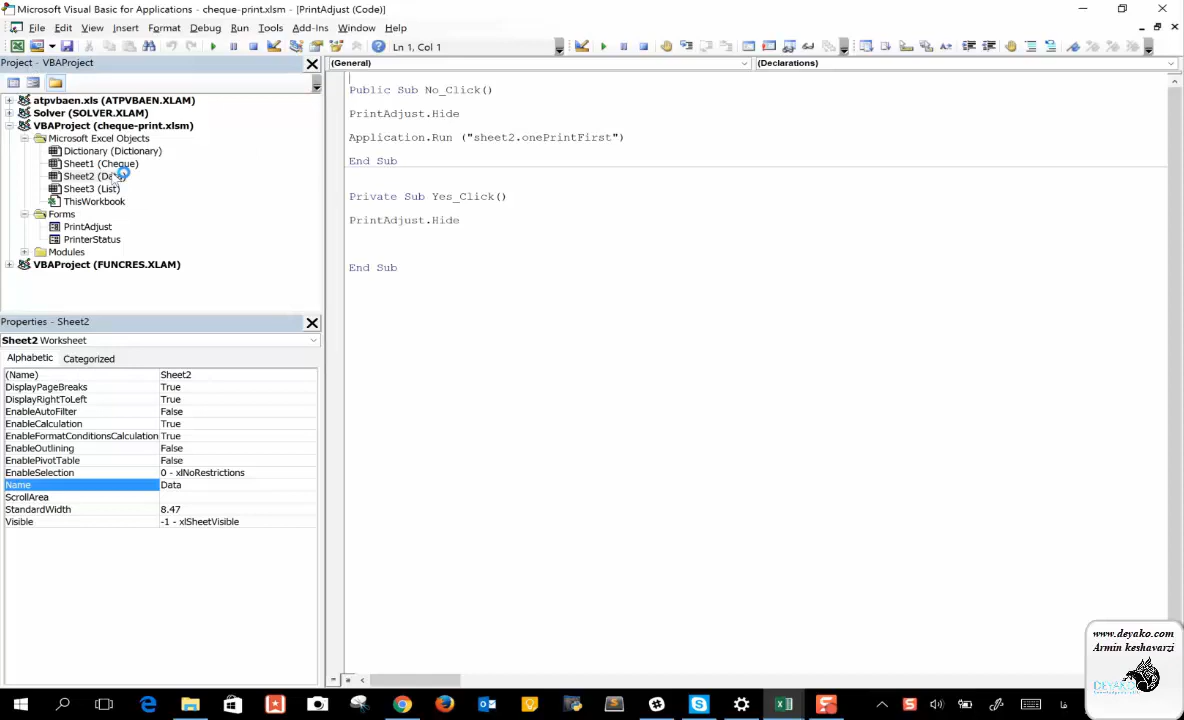 Microsoft Visual Basic for Applications - cheque-print.xlsm - [PrintAdjust (Code)]
File Edit View Insert Format Debug Run Tools Add-Ins Window Help
Ln 1, Col 1
Project - VBAProject
(General)
(Declarations)
atpvbaen.xls (ATPVBAEN.XLAM)
Solver (SOLVER.XLAM)
VBAProject (cheque-print.xlsm)
Microsoft Excel Objects
Dictionary (Dictionary)
Sheet1 (Cheque)
Sheet2
Sheet3 (List)
ThisWorkbook
Forms
PrintAdjust
PrinterStatus
Modules
VBAProject (FUNCRES.XLAM)
Public Sub No_Click()
PrintAdjust.Hide
Application.Run ("sheet2.onePrintFirst")
End Sub
Private Sub Yes_Click()
PrintAdjust.Hide
End Sub
Properties - Sheet2
Sheet2 Worksheet
Alphabetic Categorized
(Name) Sheet2
DisplayPageBreaks True
DisplayRightToLeft True
EnableAutoFilter False
EnableCalculation True
EnableFormatConditionsCalculation True
EnableOutlining False
EnablePivotTable False
EnableSelection 0 - xlNoRestrictions
Name Data
ScrollArea
StandardWidth 8.47
Visible -1 - xlSheetVisible
www.deyako.com
Armin keshavarzi
DEYAKO
فا